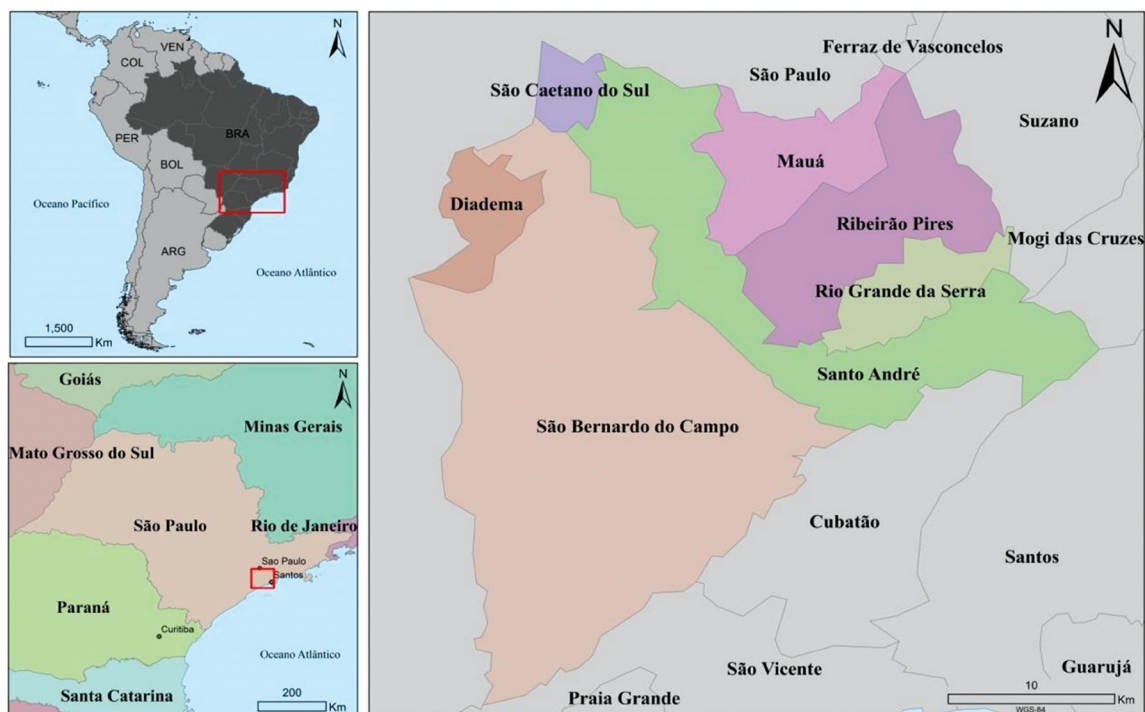 N
VEN
COL
PER
BRA
BOL
Oceano Pacífico
ARG
Oceano Atlântico
1,500
Km
N
Goiás
Minas Gerais
Mato Grosso do Sul
São Paulo
Rio de Janeiro
Sao Paulo
Santos
Paraná
Curitiba
Oceano Atlântico
Santa Catarina
200
Km
N
Ferraz de Vasconcelos
São Paulo
São Caetano do Sul
Suzano
Mauá
Diadema
Ribeirão Pires
Mogi das Cruzes
Rio Grande da Serra
Santo André
São Bernardo do Campo
Cubatão
Santos
São Vicente
Guarujá
Praia Grande
10
Km
WGS-84